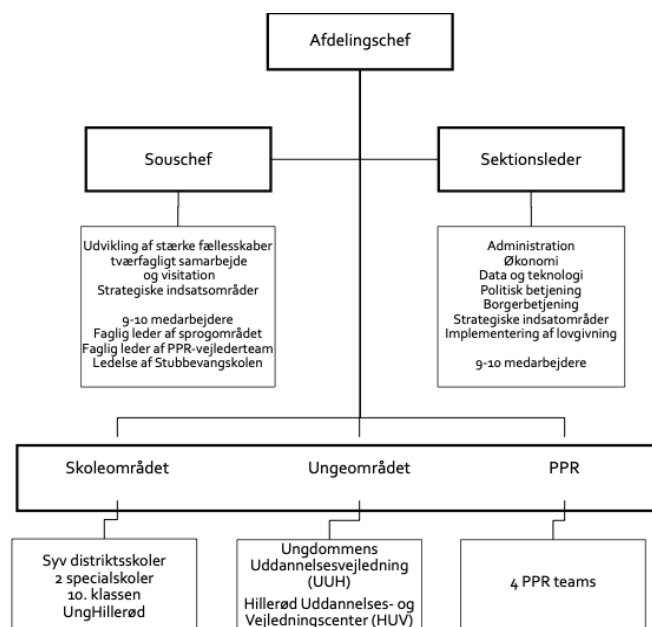 Afdelingschef
Souschef
Sektionsleder
Udvikling af stærke fællesskaber
tværfagligt samarbejde
og visitation
Strategiske indsatsområder
9-10 medarbejdere
Faglig leder af sprogområdet
Faglig leder af PPR-vejlederteam
Ledelse af Stubbevangskolen
Administration
Økonomi
Data og teknologi
Politisk betjening
Borgerbetjening
Strategiske indsatområder
Implementering af lovgivning
9-10 medarbejdere
Skoleområdet
Ungeområdet
PPR
Syv distriktsskoler
2 specialskoler
10. klassen
UngHillerød
Ungdommens
Uddannelsesvejledning
(UUH)
Hillerød Uddannelses- og
Vejledningscenter (HUV)
4 PPR teams